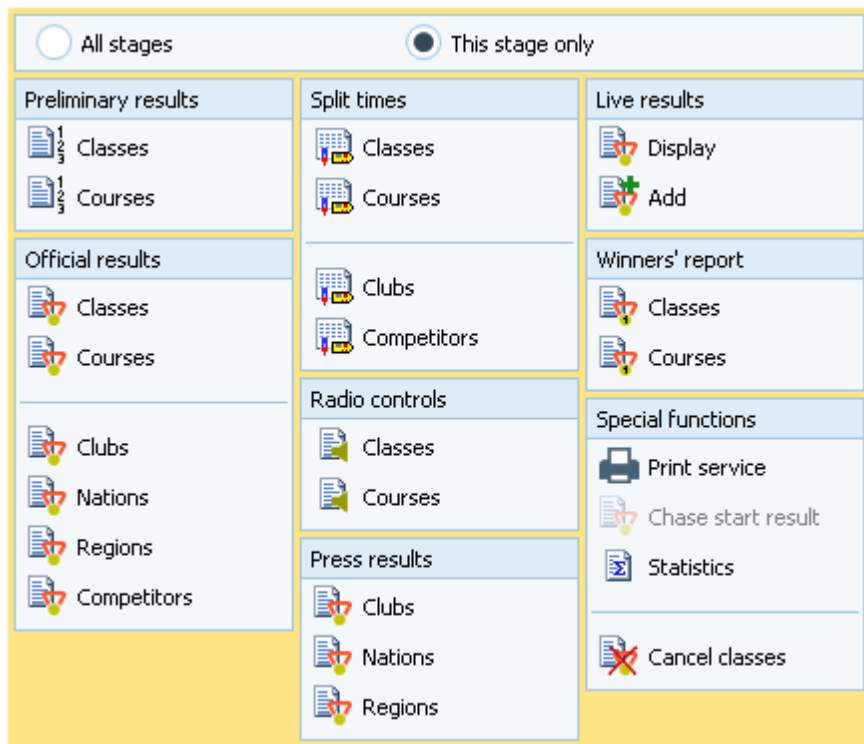 All stages
This stage only
Preliminary results
Classes
Courses
Official results
Classes
Courses
Clubs
Nations
Regions
Competitors
Split times
Classes
Courses
Clubs
Competitors
Radio controls
Classes
Courses
Press results
Clubs
Nations
Regions
Live results
Display
Add
Winners' report
Classes
Courses
Special functions
Print service
Chase start result
Statistics
Cancel classes